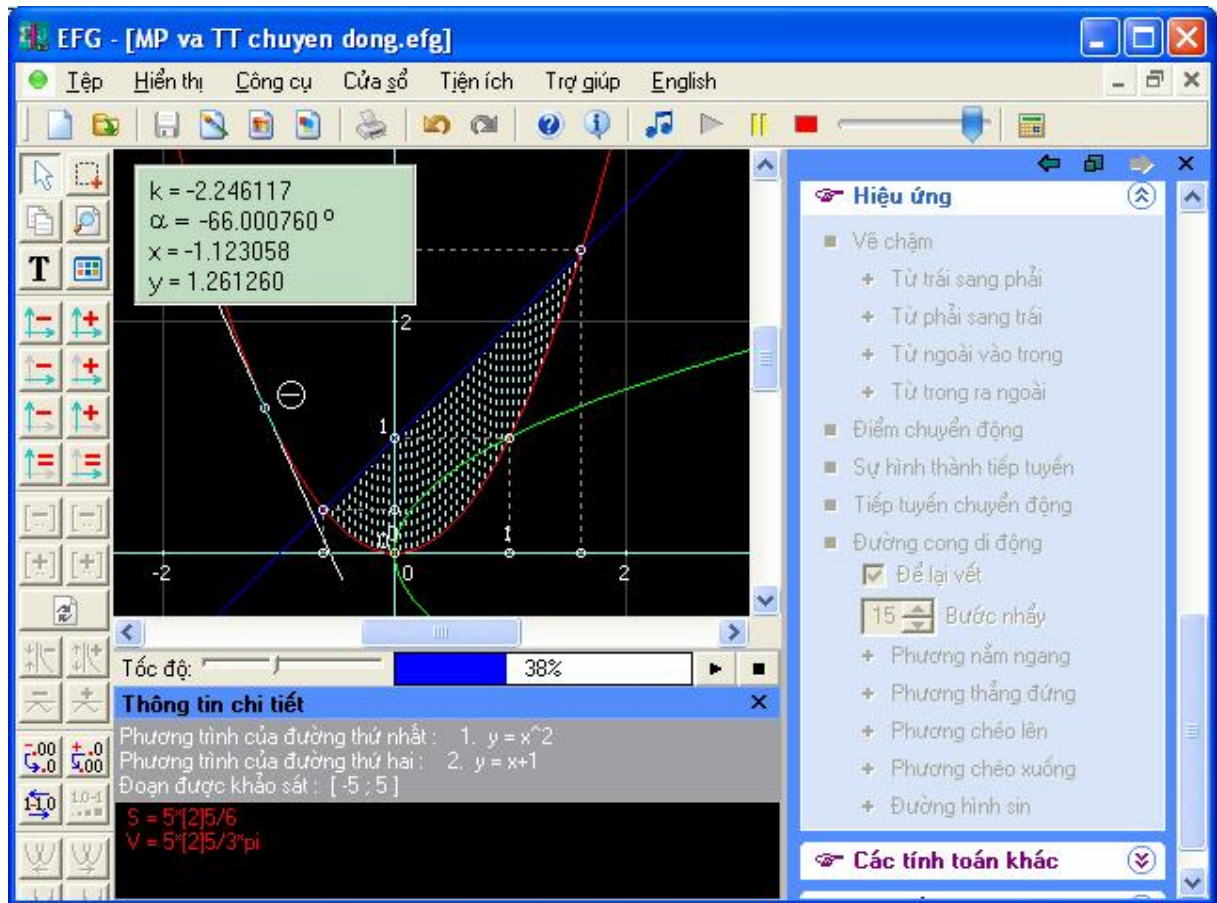 EFG - [MP va TT chuyen dong.efg]
Tệp Hiển thị Công cụ Cửa sổ Tiện ích Trợ giúp English
k = -2.246117
α = -66.000760 º
x = -1.123058
y = 1.261260
2
1
1
-2
0
2
T
Tốc độ:
38%
Thông tin chi tiết
Phương trình của đường thứ nhất : 1. y = x^2
Phương trình của đường thứ hai : 2. y = x+1
Đoạn được khảo sát : [ -5 ; 5 ]
S = 5*[2]5/6
V = 5*[2]5/3*pi
Hiệu ứng
Vẽ chậm
Từ trái sang phải
Từ phải sang trái
Từ ngoài vào trong
Từ trong ra ngoài
Điểm chuyển động
Sự hình thành tiếp tuyến
Tiếp tuyến chuyển động
Đường cong di động
Để lại vết
15 Bước nhẩy
Phương nằm ngang
Phương thẳng đứng
Phương chéo lên
Phương chéo xuống
Đường hình sin
Các tính toán khác